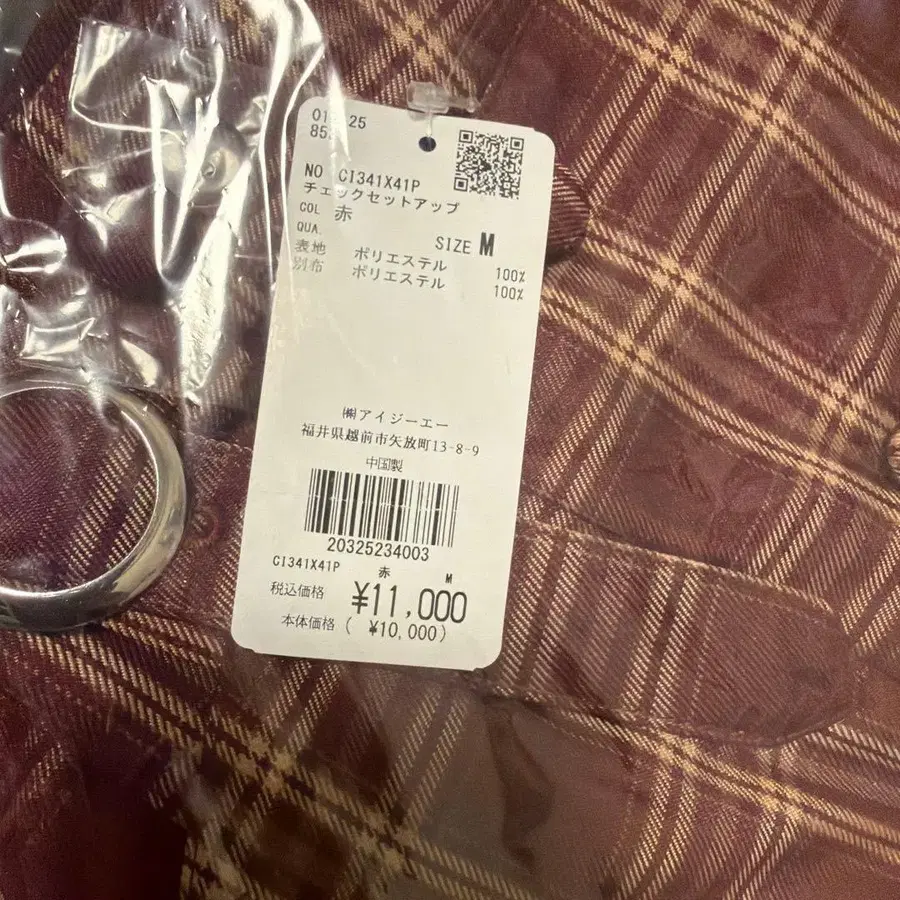 25
NO CI341X41P
チェックセットアップ
COL 赤
QUA.
SIZE M
表地 ポリエステル 100%
別布 ポリエステル 100%
㈱アイジーエー
福井県越前市矢放町13-8-9
中国製
20325234003
CI341X41P 赤 M
税込価格 ¥11,000
本体価格 ( ¥10,000)